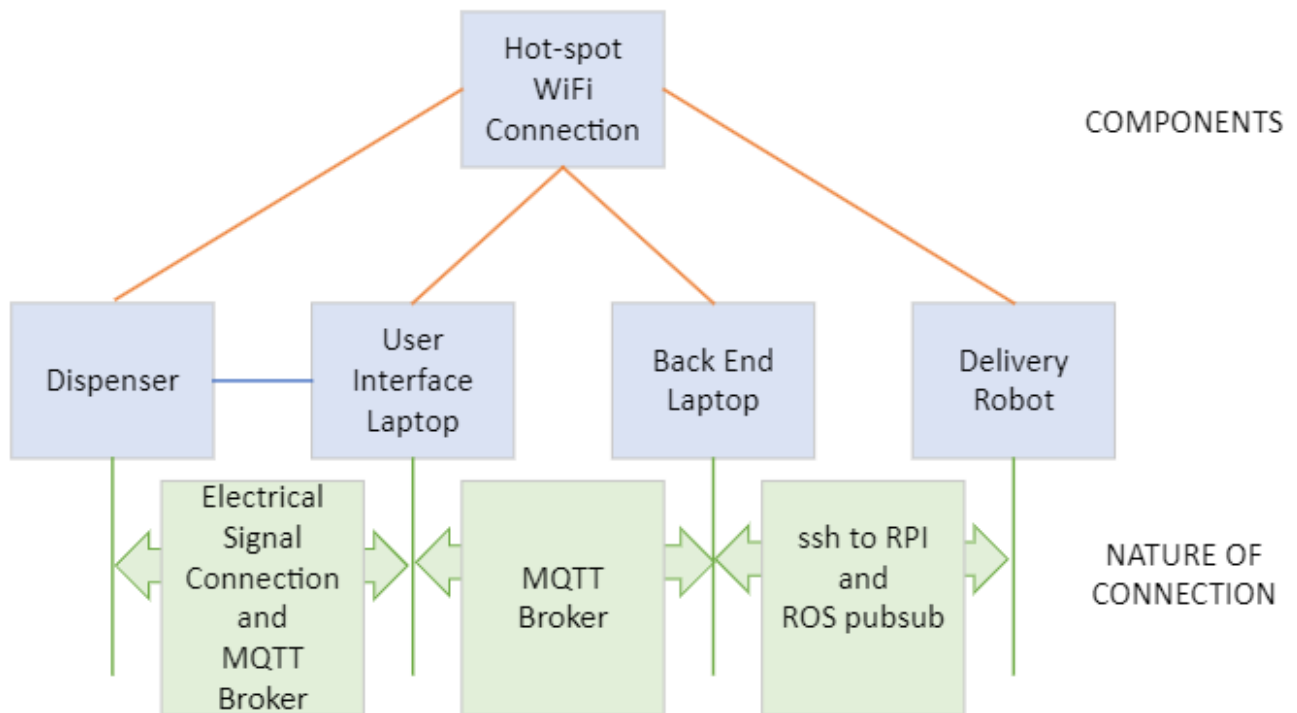 Hot-spot
WiFi
Connection
COMPONENTS
Dispenser
User
Interface
Laptop
Back End
Laptop
Delivery
Robot
Electrical
Signal
Connection
and
MQTT
Broker
MQTT
Broker
ssh to RPI
and
ROS pubsub
NATURE OF
CONNECTION